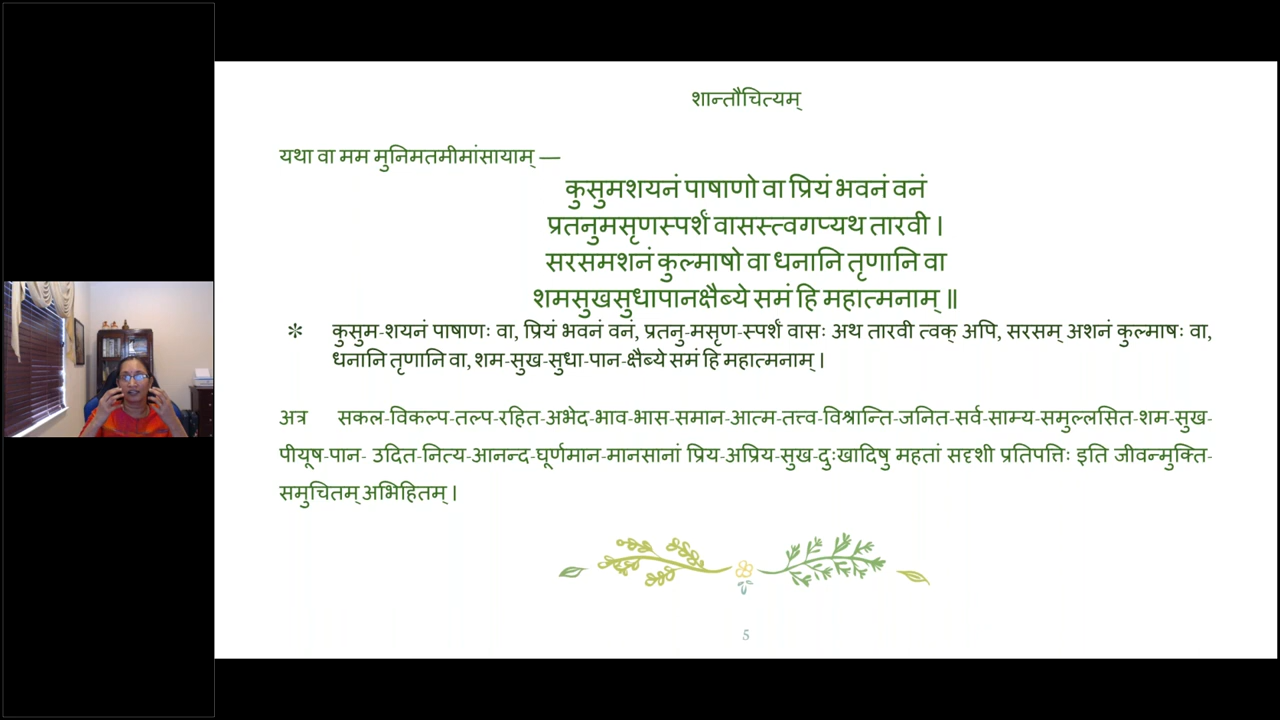 शान्तौचित्यम्
यथा वा मम मुनिमतमीमांसायाम् —
कुसुमशयनं पाषाणो वा प्रियं भवनं वनं
प्रतनुमसृणस्पर्शं वासस्त्वगप्यथ तारवी ।
सरसमशनं कुल्माषो वा धनानि तृणानि वा
शमसुखसुधापानक्षैब्ये समं हि महात्मनाम् ॥
* कुसुम-शयनं पाषाणः वा, प्रियं भवनं वनं, प्रतनु-मसृण-स्पर्शं वासः अथ तारवी त्वक् अपि, सरसम् अशनं कुल्माषः वा,
धनानि तृणानि वा, शम-सुख-सुधा-पान-क्षैब्ये समं हि महात्मनाम् ।
अत्र सकल-विकल्प-तल्प-रहित-अभेद-भाव-भास-समान-आत्म-तत्त्व-विश्रान्ति-जनित-सर्व-साम्य-समुल्लसित-शम-सुख-
पीयूष-पान- उदित-नित्य-आनन्द-घूर्णमान-मानसानां प्रिय-अप्रिय-सुख-दुःखादिषु महतां सदृशी प्रतिपत्तिः इति जीवन्मुक्ति-
समुचितम् अभिहितम् ।
5